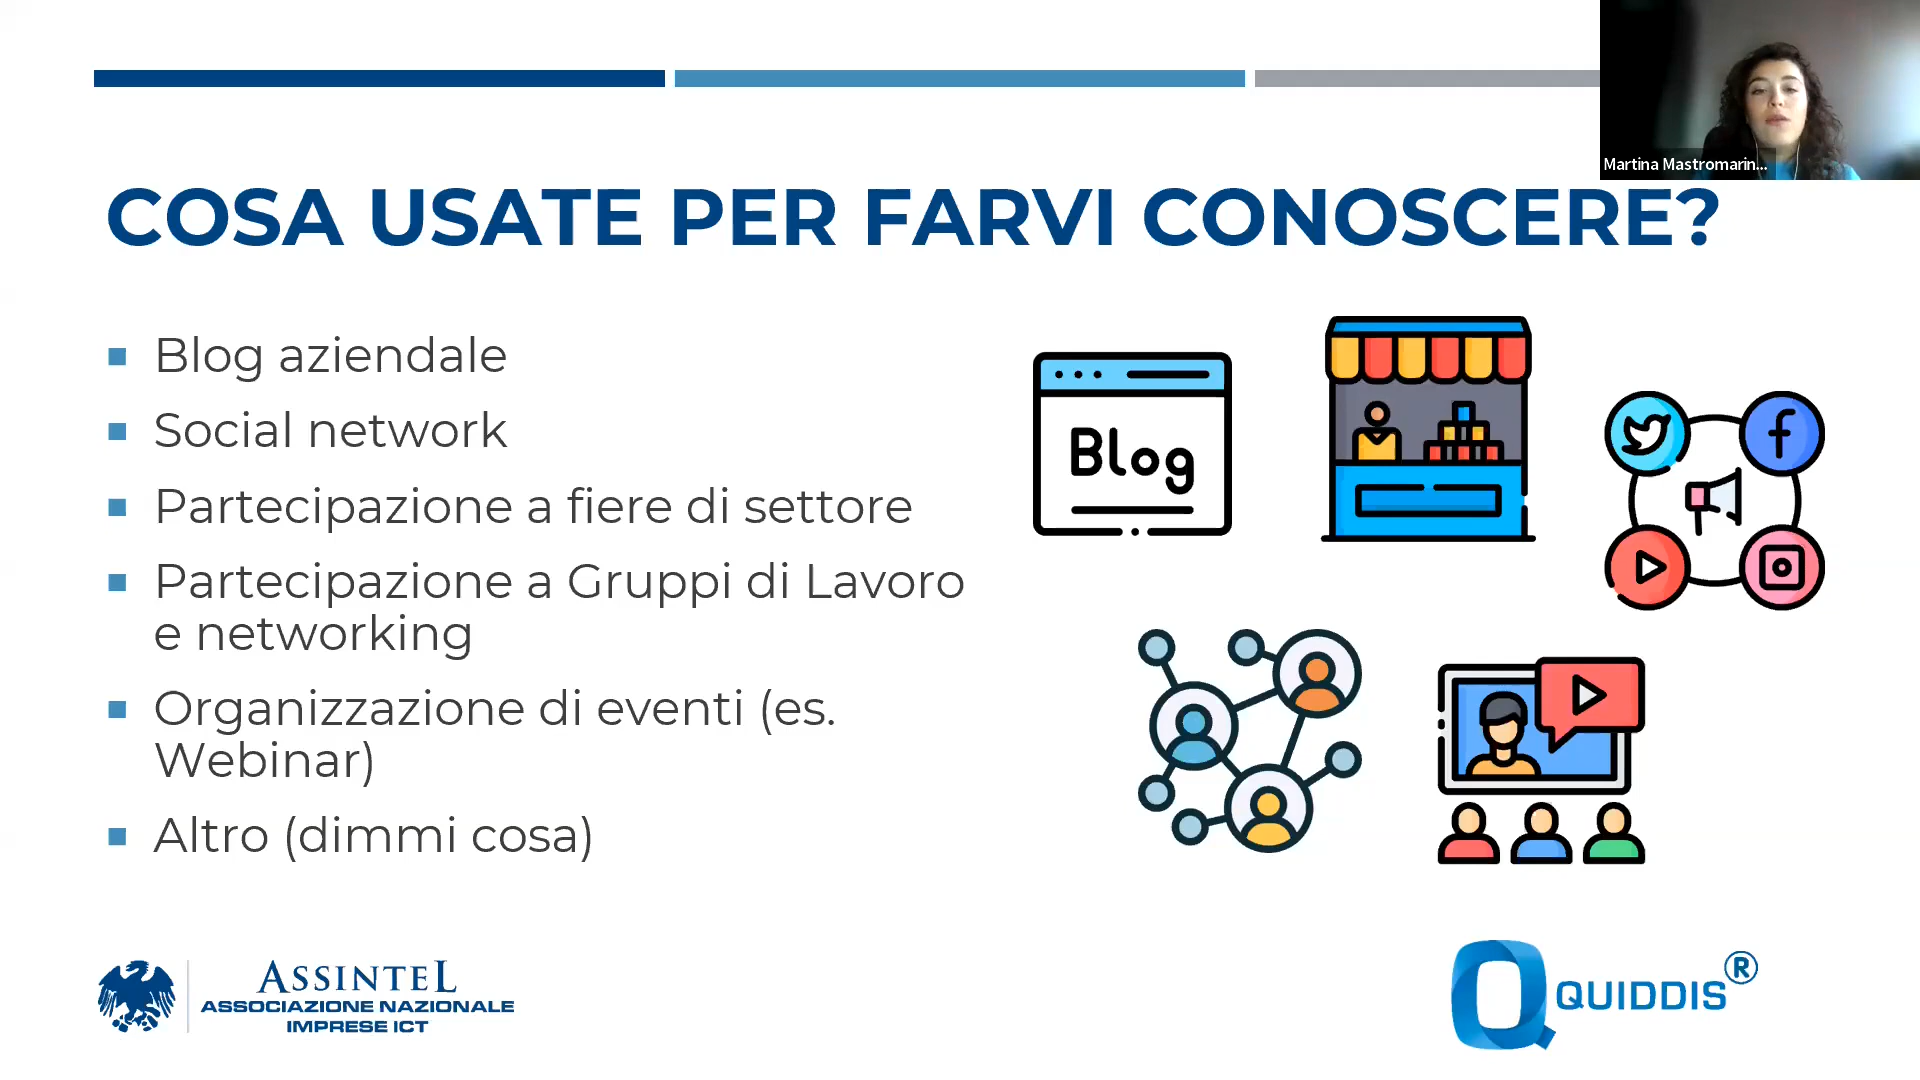 Martina Mastromarin...
COSA USATE PER FARVI CONOSCERE?
Blog aziendale
Social network
Partecipazione a fiere di settore
Partecipazione a Gruppi di Lavoro
e networking
Organizzazione di eventi (es.
Webinar)
Altro (dimmi cosa)
Blog
ASSINTEL
ASSOCIAZIONE NAZIONALE
IMPRESE ICT
QUIDDIS®